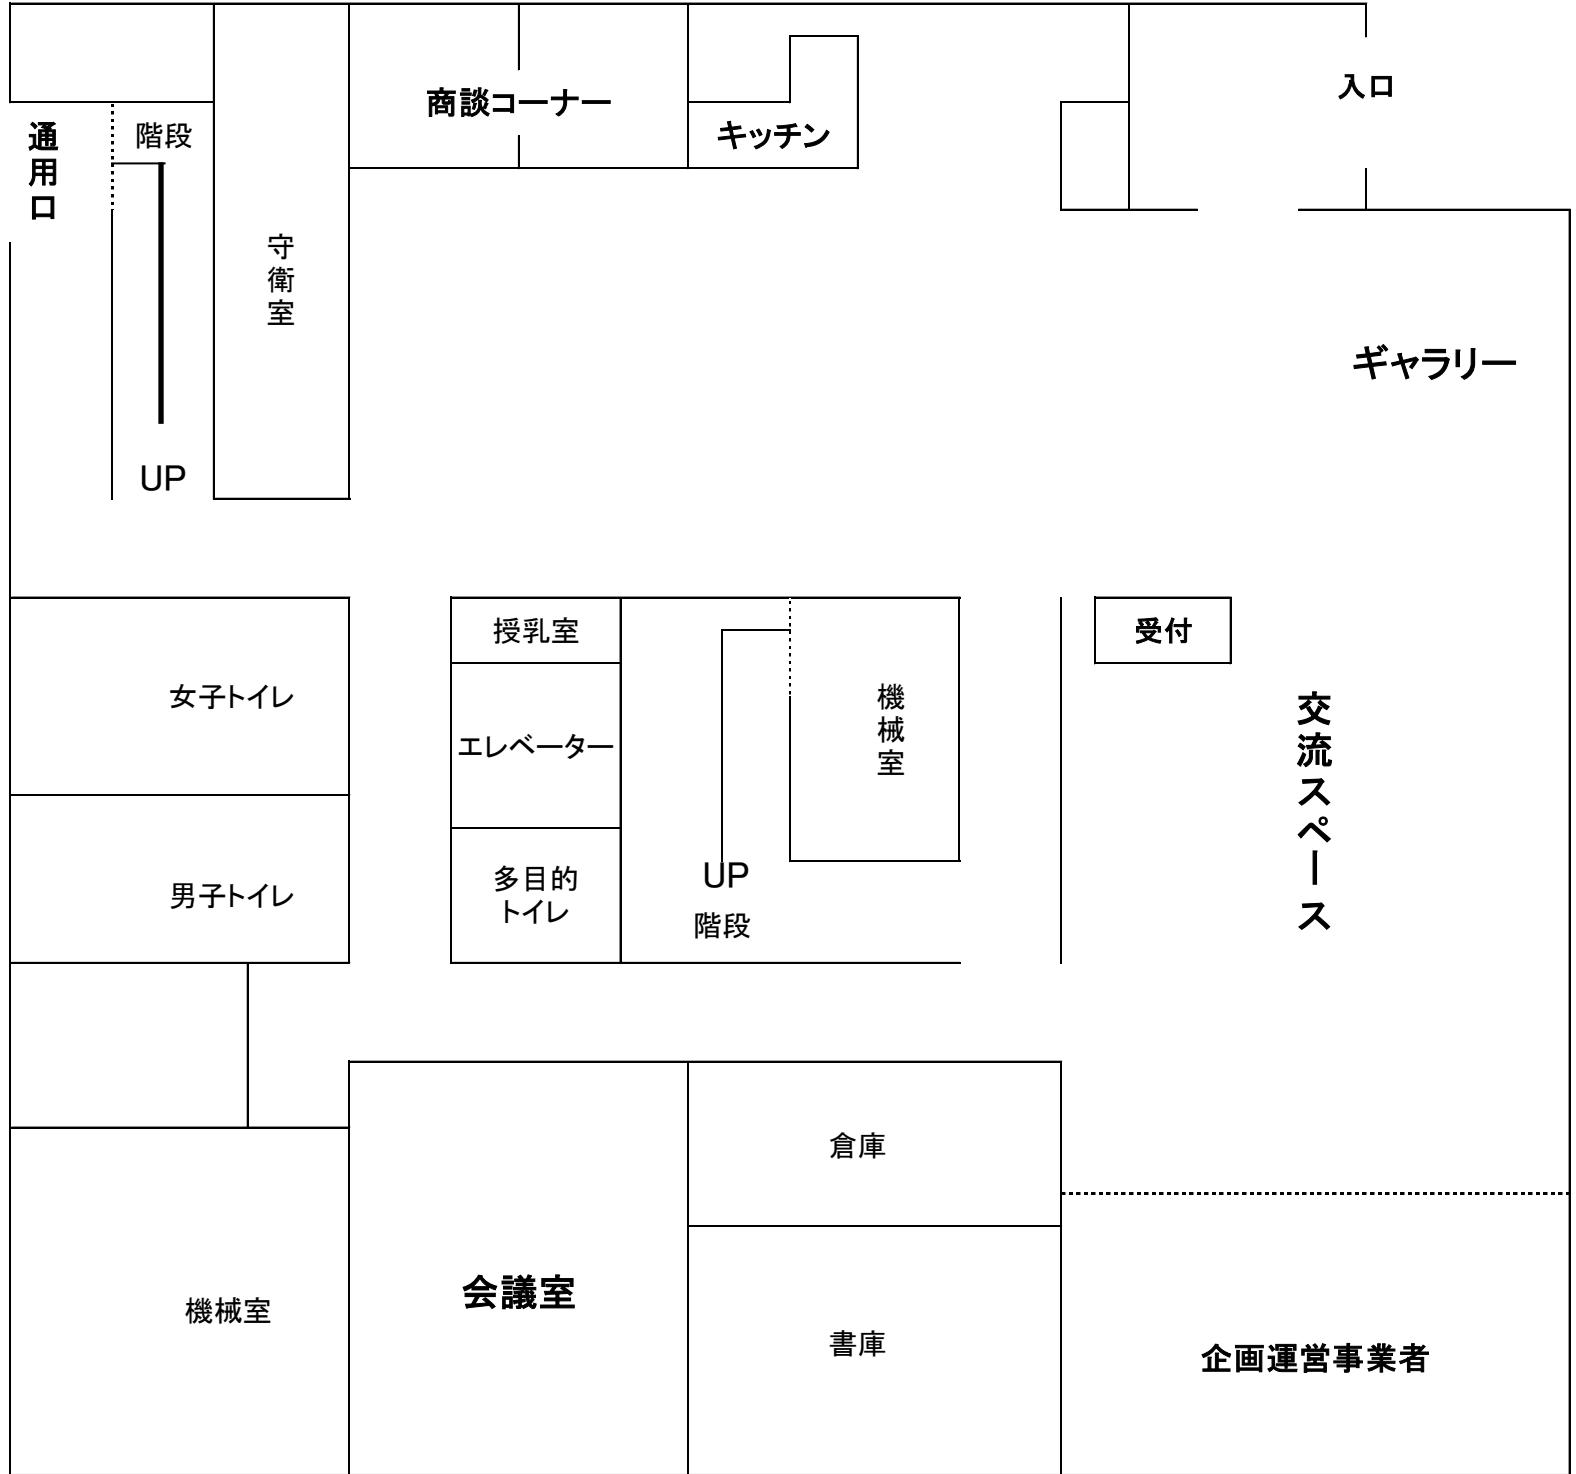 入口
商談コーナー
キッチン
階段
通用口
守衛室
ギャラリー
UP
授乳室
受付
女子トイレ
エレベーター
機械室
交流スペース
男子トイレ
多目的
トイレ
UP
階段
倉庫
会議室
機械室
書庫
企画運営事業者